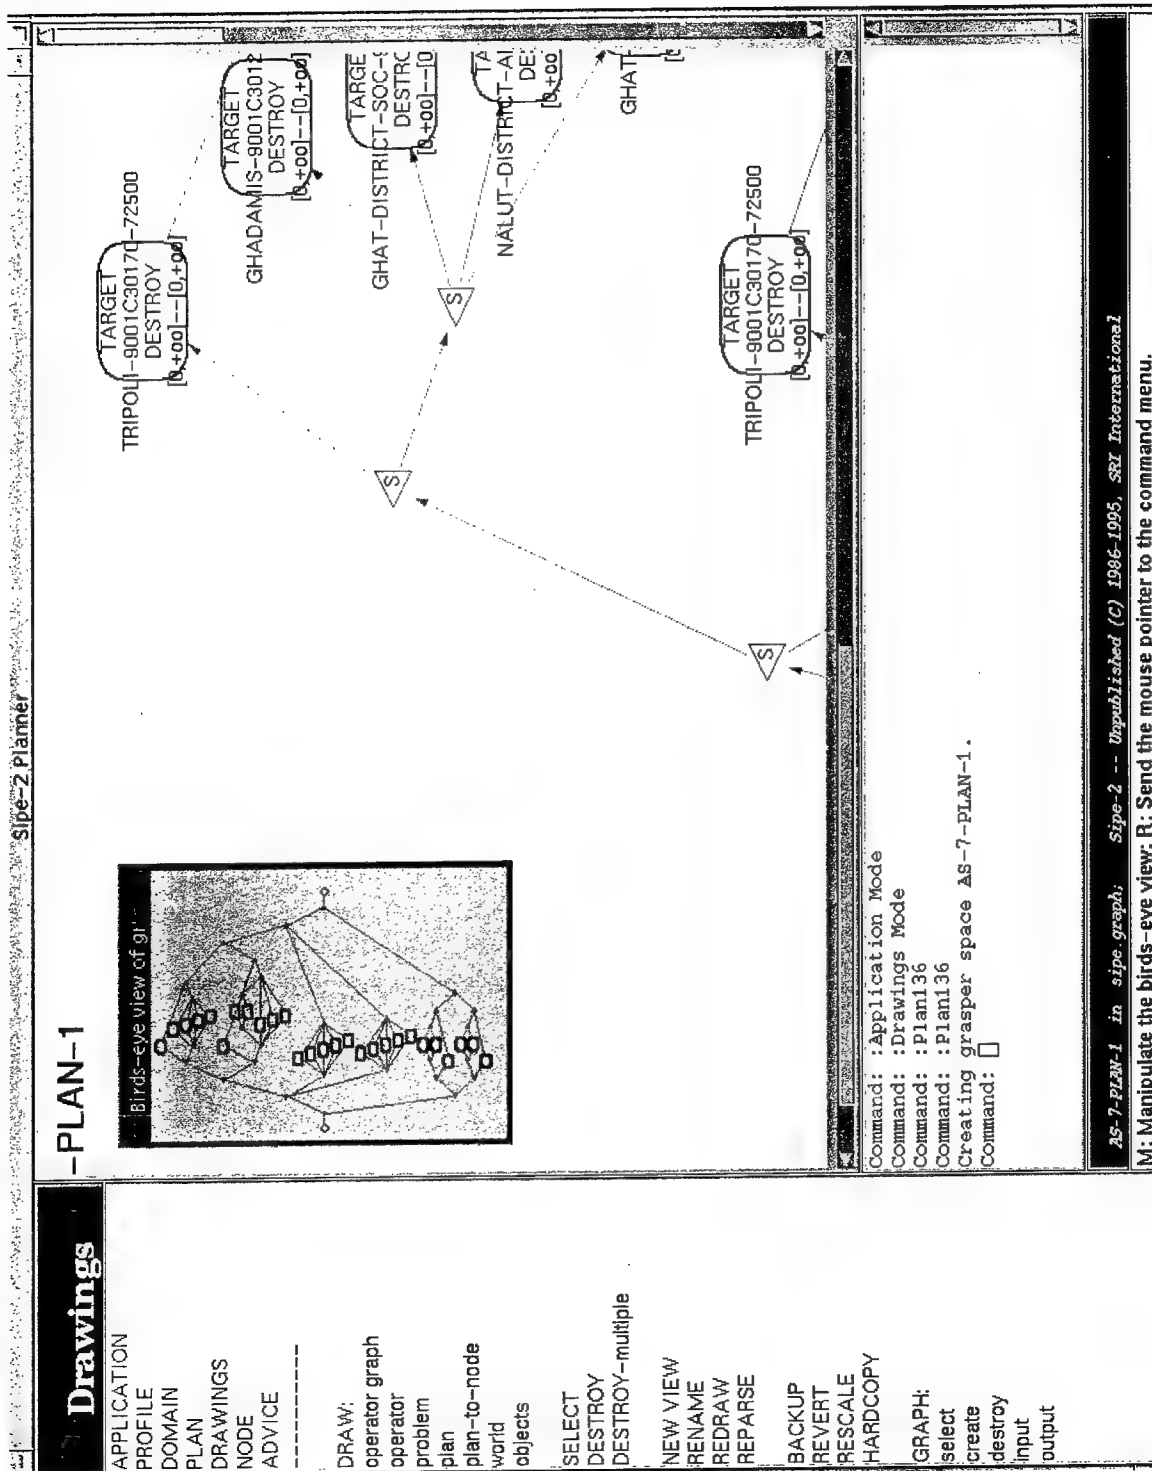 Sipe-2 Planner
Drawings
APPLICATION
PROFILE
DOMAIN
PLAN
DRAWINGS
NODE
ADVICE
------------
DRAW:
operator graph
operator
problem
plan
plan-to-node
world
objects
SELECT
DESTROY
DESTROY-multiple
NEW VIEW
RENAME
REDRAW
REPARSE
BACKUP
REVERT
RESCALE
HARDCOPY
GRAPH:
select
create
destroy
input
output
-PLAN-1
Birds-eye view of gr
TARGET
TRIPOLI-9001C30170-72500
DESTROY
[0,+oo]--[0,+oo]
TARGET
GHADAMIS-9001C3012
DESTROY
[0,+oo]--[0,+oo]
TARGE
GHAT-DISTRICT-SOC-
DESTRO
[0,+oo]--[0
TA
NALUT-DISTRICT-AI
DE
[0,+oo]
GHAT-
S
S
S
TARGET
TRIPOLI-9001C30170-72500
DESTROY
[0,+oo]--[0,+oo]
Command: :Application Mode
Command: :Drawings Mode
Command: :Plan136
Command: :Plan136
Creating grasper space AS-7-PLAN-1.
Command:
AS-7-PLAN-1 in sipe.graph; Sipe-2 -- Unpublished (C) 1986-1995, SRI International
M: Manipulate the birds-eye view; R: Send the mouse pointer to the command menu.